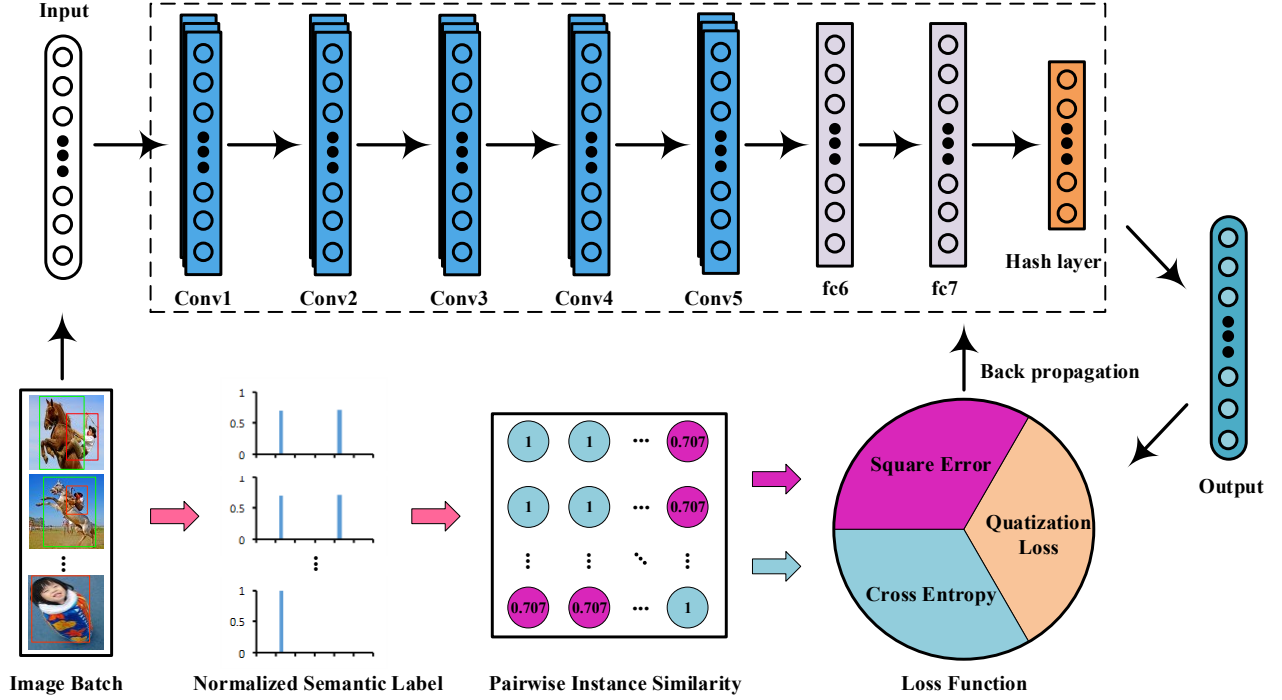 Input
Conv1
Conv2
Conv3
Conv4
Conv5
fc6
fc7
Hash layer
Back propagation
Output
1
0.5
0
1
0.5
0
1
0.5
0
1 1 0.707
1 1 0.707
0.707 0.707 1
Square Error
Quatization
Loss
Cross Entropy
Image Batch
Normalized Semantic Label
Pairwise Instance Similarity
Loss Function